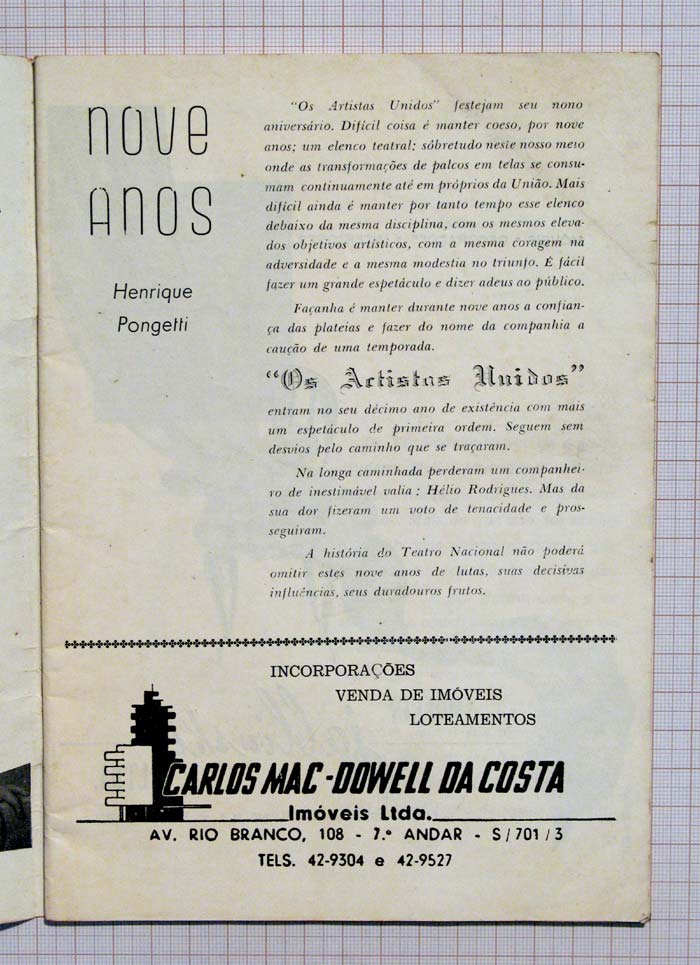 nove
anos
Henrique
Pongetti
"Os Artistas Unidos" festejam seu nono
aniversário. Difícil coisa é manter coeso, por nove
anos; um elenco teatral; sôbretudo neste nosso meio
onde as transformações de palcos em telas se consu-
mam continuamente até em próprios da União. Mais
difícil ainda é manter por tanto tempo esse elenco
debaixo da mesma disciplina, com os mesmos eleva-
dos objetivos artísticos, com a mesma coragem na
adversidade e a mesma modestia no triunfo. É fácil
fazer um grande espetáculo e dizer adeus ao público.
Façanha é manter durante nove anos a confian-
ça das plateias e fazer do nome da companhia a
caução de uma temporada.
"Os Artistas Unidos"
entram no seu décimo ano de existência com mais
um espetáculo de primeira ordem. Seguem sem
desvios pelo caminho que se traçaram.
Na longa caminhada perderam um companhei-
ro de inestimável valia : Hélio Rodrigues. Mas da
sua dor fizeram um voto de tenacidade e pros-
seguiram.
A história do Teatro Nacional não poderá
omitir estes nove anos de lutas, suas decisivas
influências, seus duradouros frutos.
INCORPORAÇÕES
VENDA DE IMÓVEIS
LOTEAMENTOS
CARLOS MAC-DOWELL DA COSTA
Imóveis Ltda.
AV. RIO BRANCO, 108 - 7.º ANDAR - S/701/3
TELS. 42-9304 e 42-9527